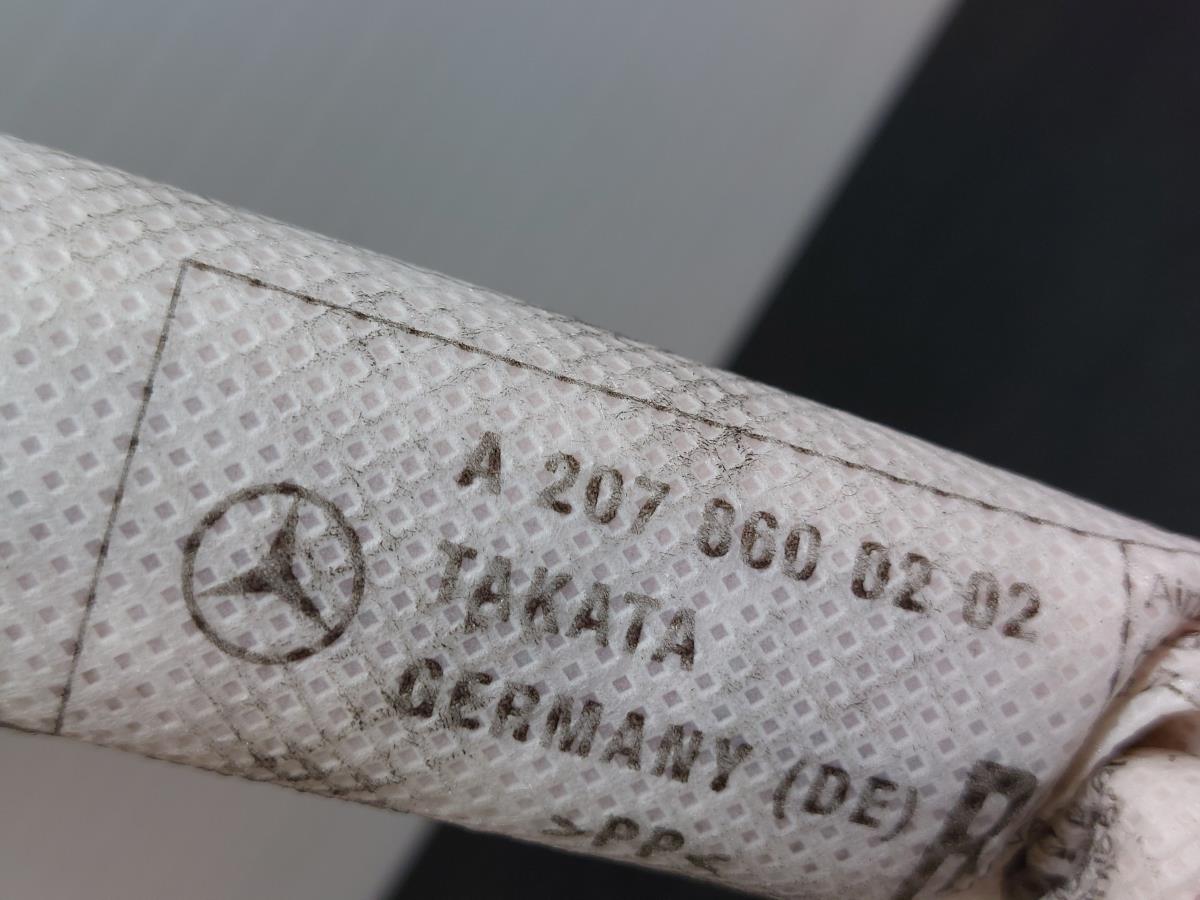 A 207 860 02 02
TAKATA
GERMANY (DE)
>PP<